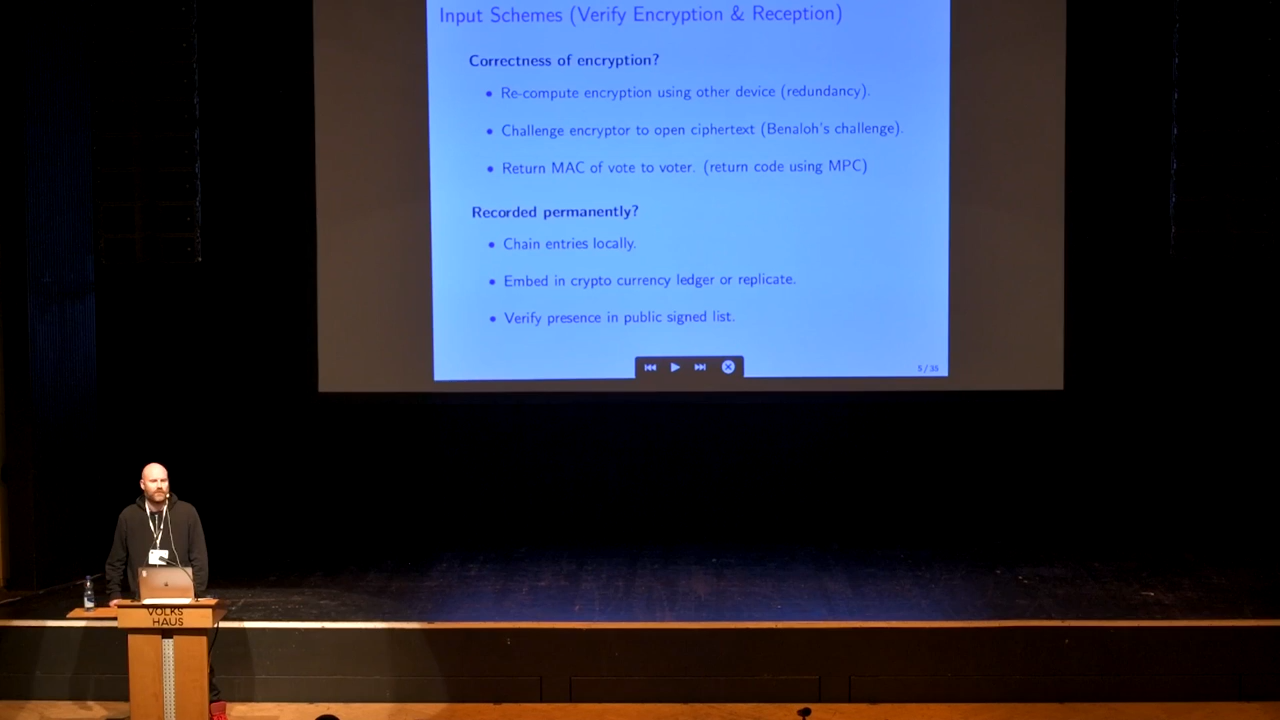 Input Schemes (Verify Encryption & Reception)
Correctness of encryption?
• Re-compute encryption using other device (redundancy).
• Challenge encryptor to open ciphertext (Benaloh's challenge).
• Return MAC of vote to voter. (return code using MPC)
Recorded permanently?
• Chain entries locally.
• Embed in crypto currency ledger or replicate.
• Verify presence in public signed list.
5 / 35
VOLKS
HAUS